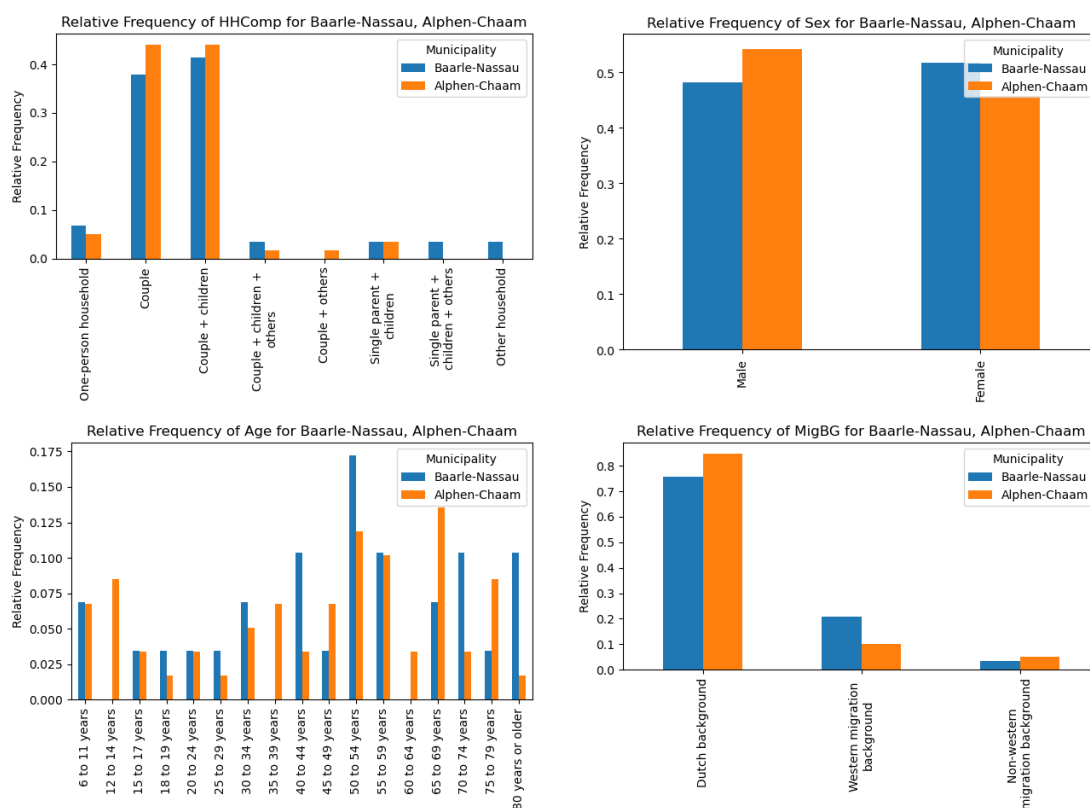 Relative Frequency of HHComp for Baarle-Nassau, Alphen-Chaam
Municipality
Baarle-Nassau
Alphen-Chaam
Relative Frequency
0.4
0.3
0.2
0.1
0.0
One-person household
Couple
Couple + children
Couple + children +
others
Couple + others
Single parent +
children
Single parent +
children + others
Other household
Relative Frequency of Sex for Baarle-Nassau, Alphen-Chaam
Municipality
Baarle-Nassau
Alphen-Chaam
Relative Frequency
0.5
0.4
0.3
0.2
0.1
0.0
Male
Female
Relative Frequency of Age for Baarle-Nassau, Alphen-Chaam
Municipality
Baarle-Nassau
Alphen-Chaam
Relative Frequency
0.175
0.150
0.125
0.100
0.075
0.050
0.025
0.000
6 to 11 years
12 to 14 years
15 to 17 years
18 to 19 years
20 to 24 years
25 to 29 years
30 to 34 years
35 to 39 years
40 to 44 years
45 to 49 years
50 to 54 years
55 to 59 years
60 to 64 years
65 to 69 years
70 to 74 years
75 to 79 years
80 years or older
Relative Frequency of MigBG for Baarle-Nassau, Alphen-Chaam
Municipality
Baarle-Nassau
Alphen-Chaam
Relative Frequency
0.8
0.7
0.6
0.5
0.4
0.3
0.2
0.1
0.0
Dutch background
Western migration
background
Non-western
migration background